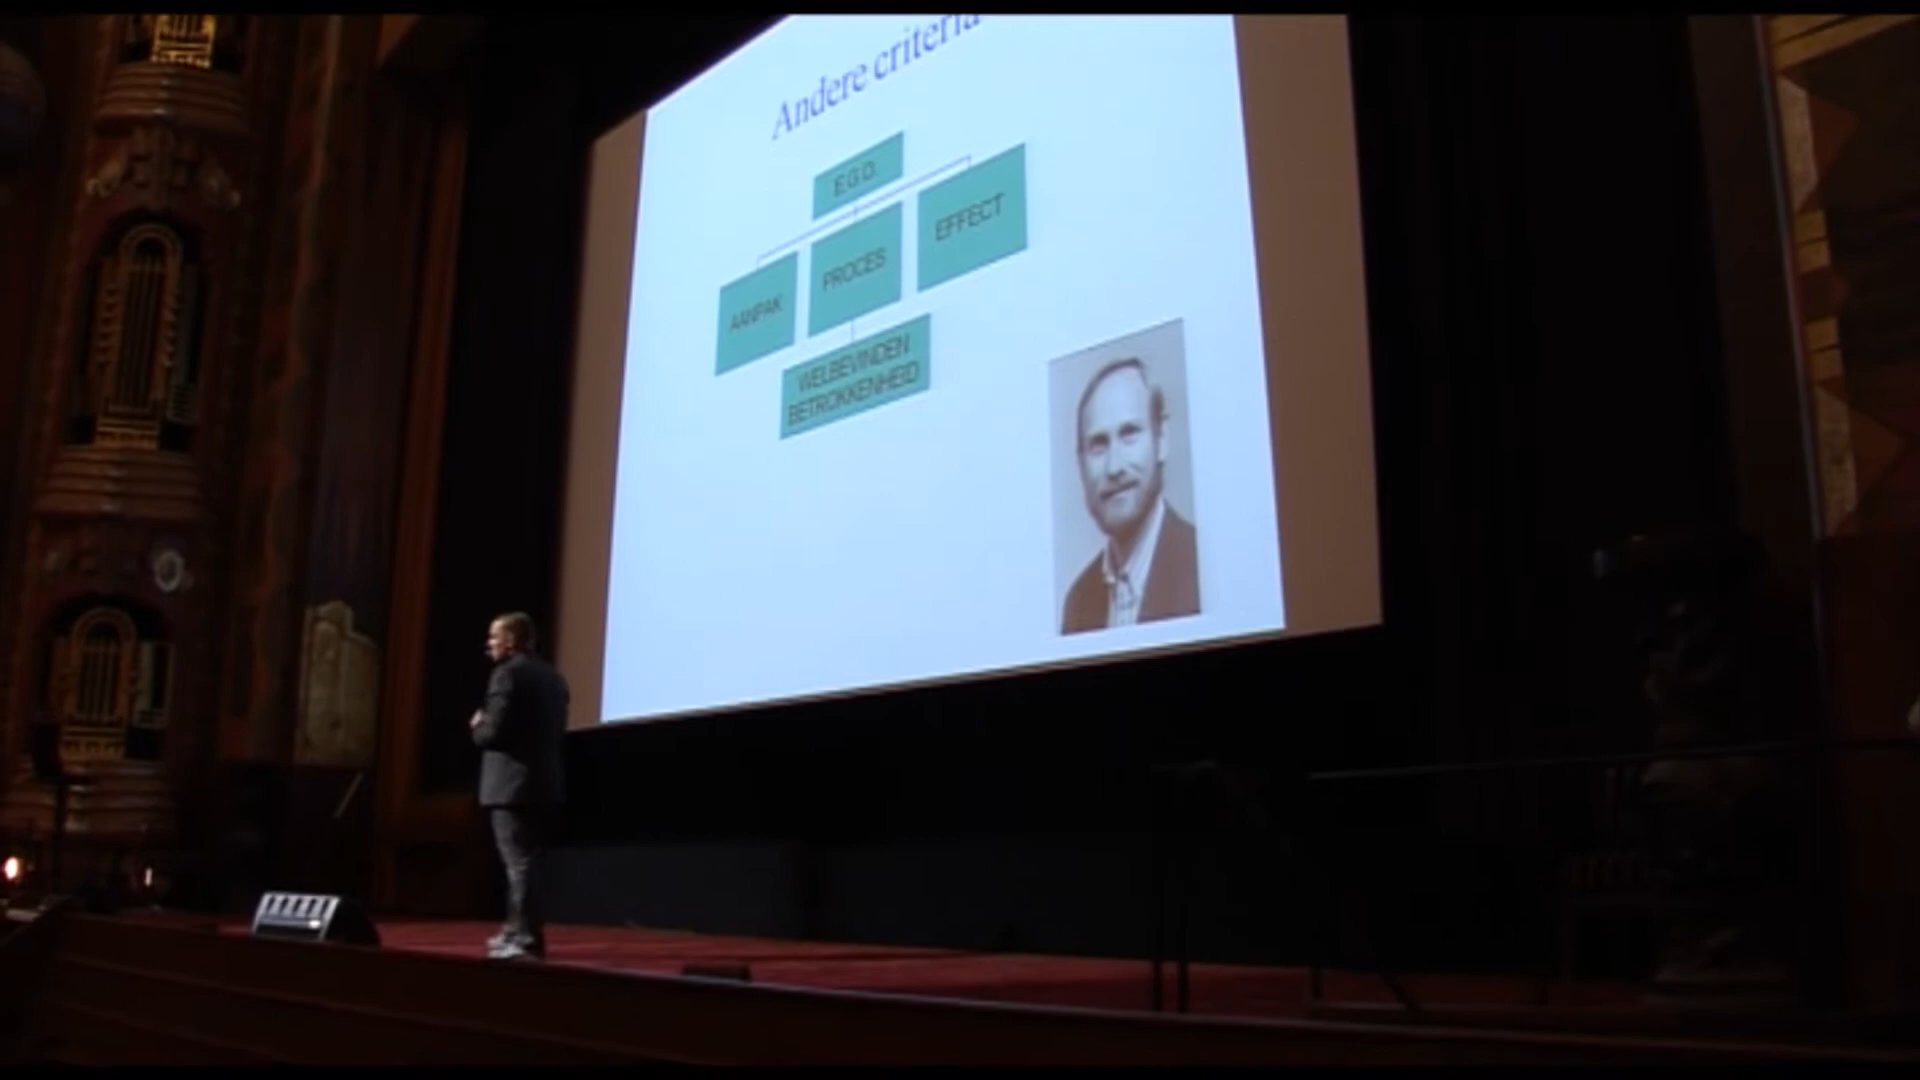 Andere criteria
E.G.O.
AANPAK
PROCES
EFFECT
WELBEVINDEN
BETROKKENHEID